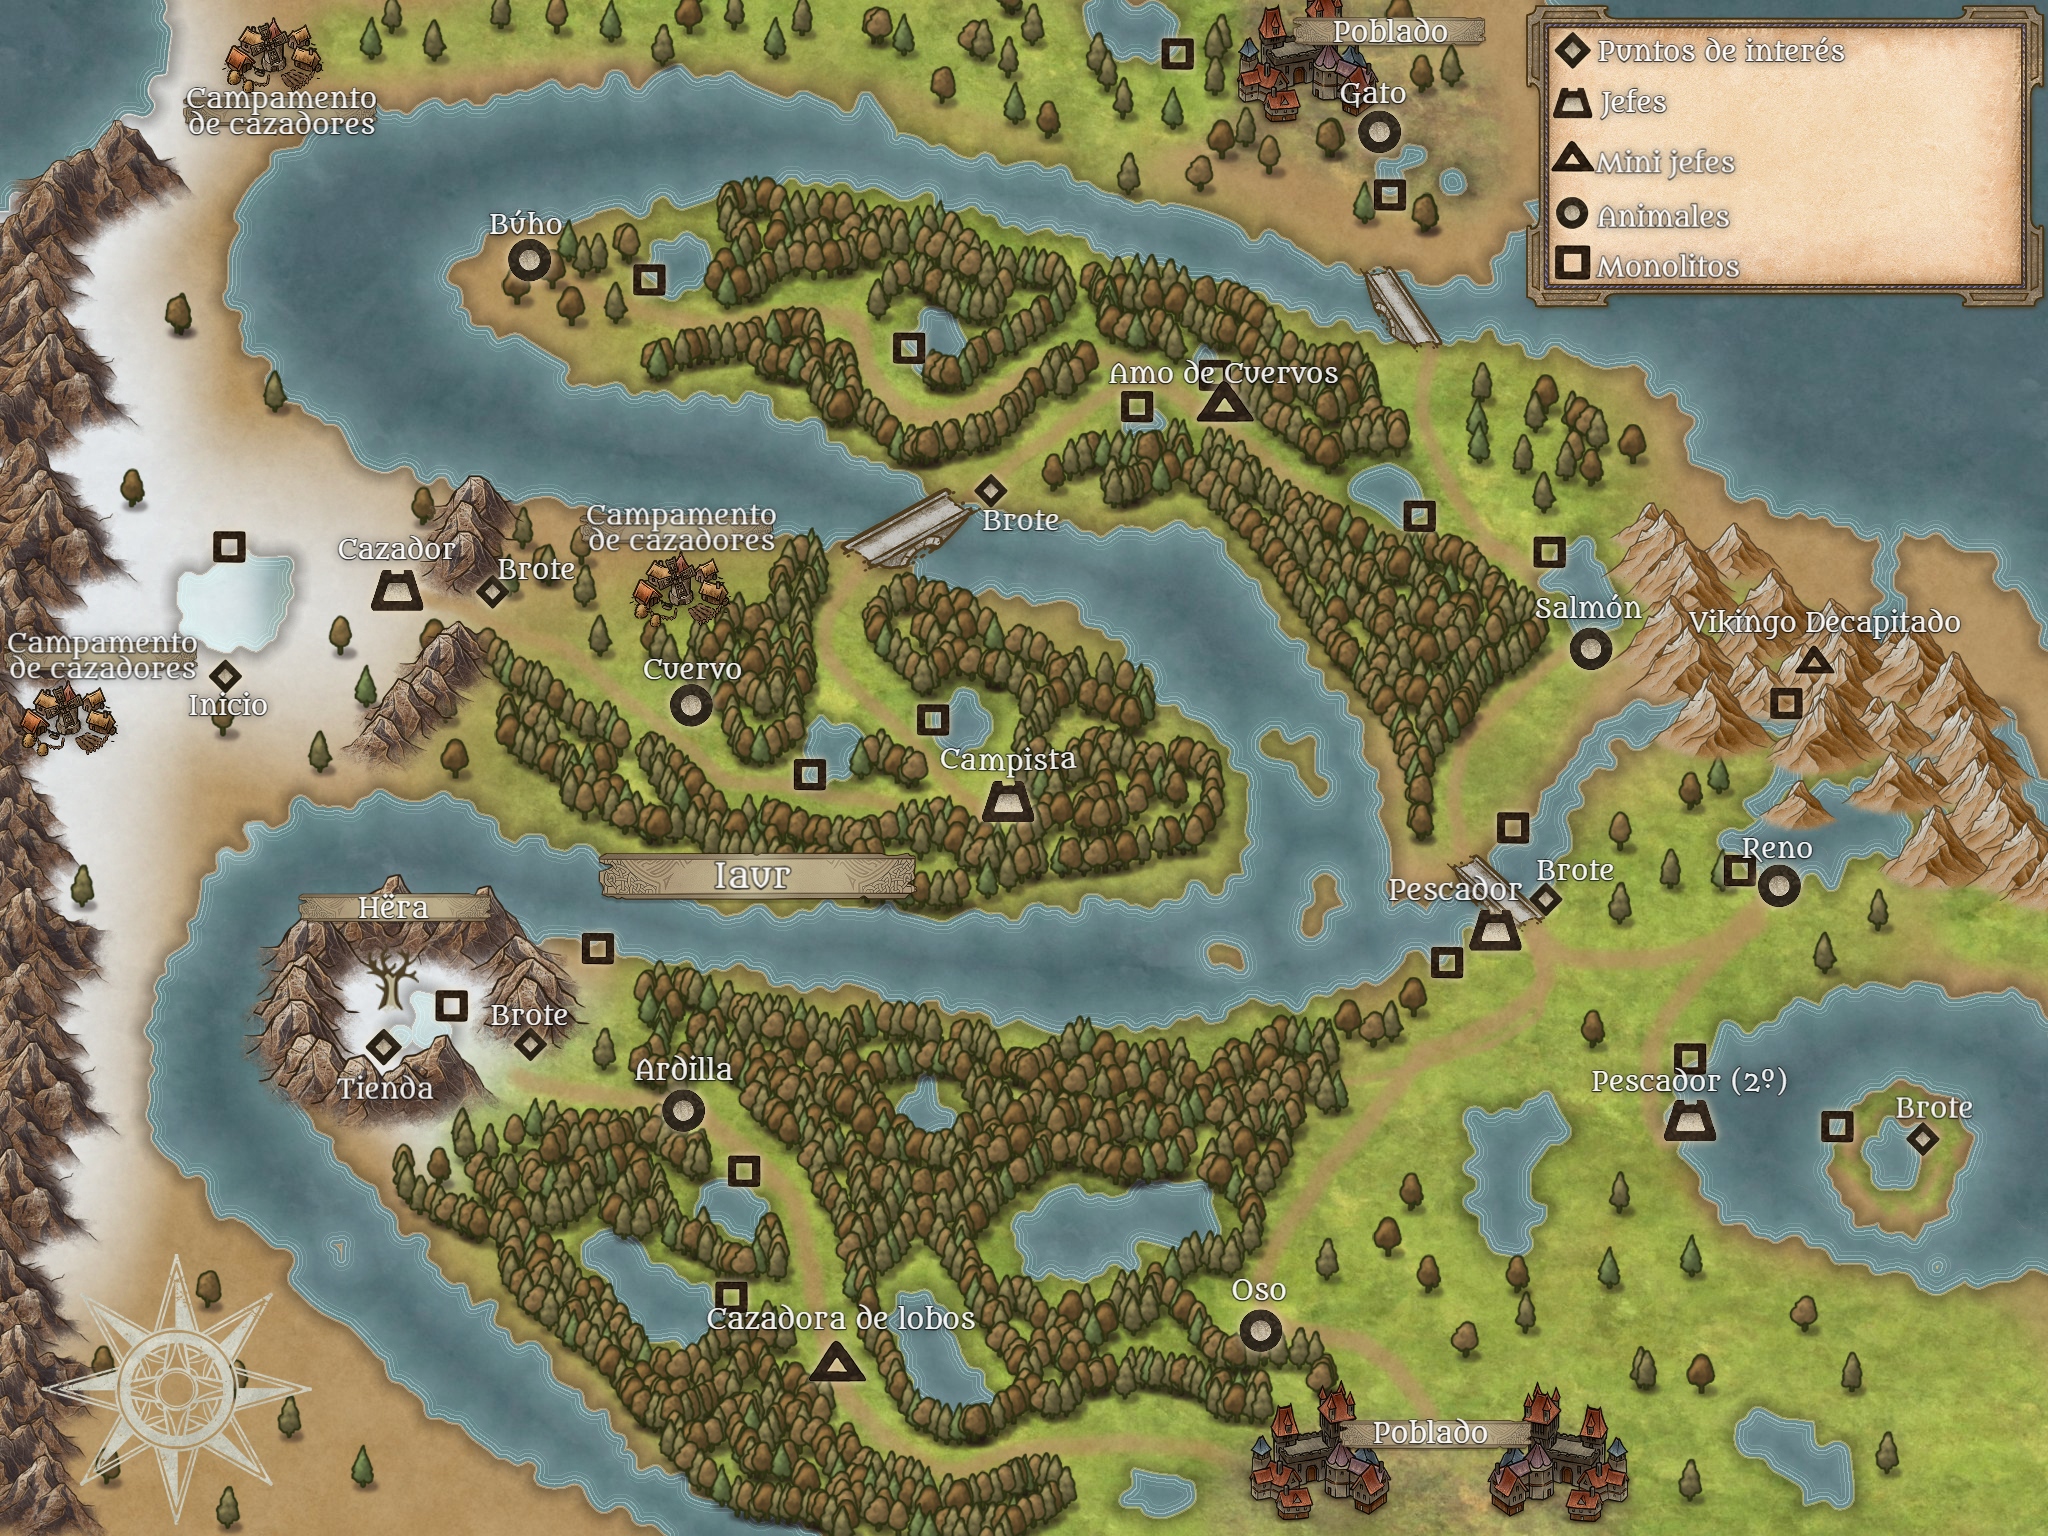 Puntos de interés
Jefes
Mini jefes
Animales
Monolitos
Poblado
Gato
Campamento
de cazadores
Búho
Amo de Cuervos
Brote
Campamento
de cazadores
Cazador
Brote
Salmón
Vikingo Decapitado
Campamento
de cazadores
Inicio
Cuervo
Campista
Iaur
Reno
Brote
Pescador
Hëra
Brote
Tienda
Ardilla
Pescador (2º)
Brote
Oso
Cazadora de lobos
Poblado